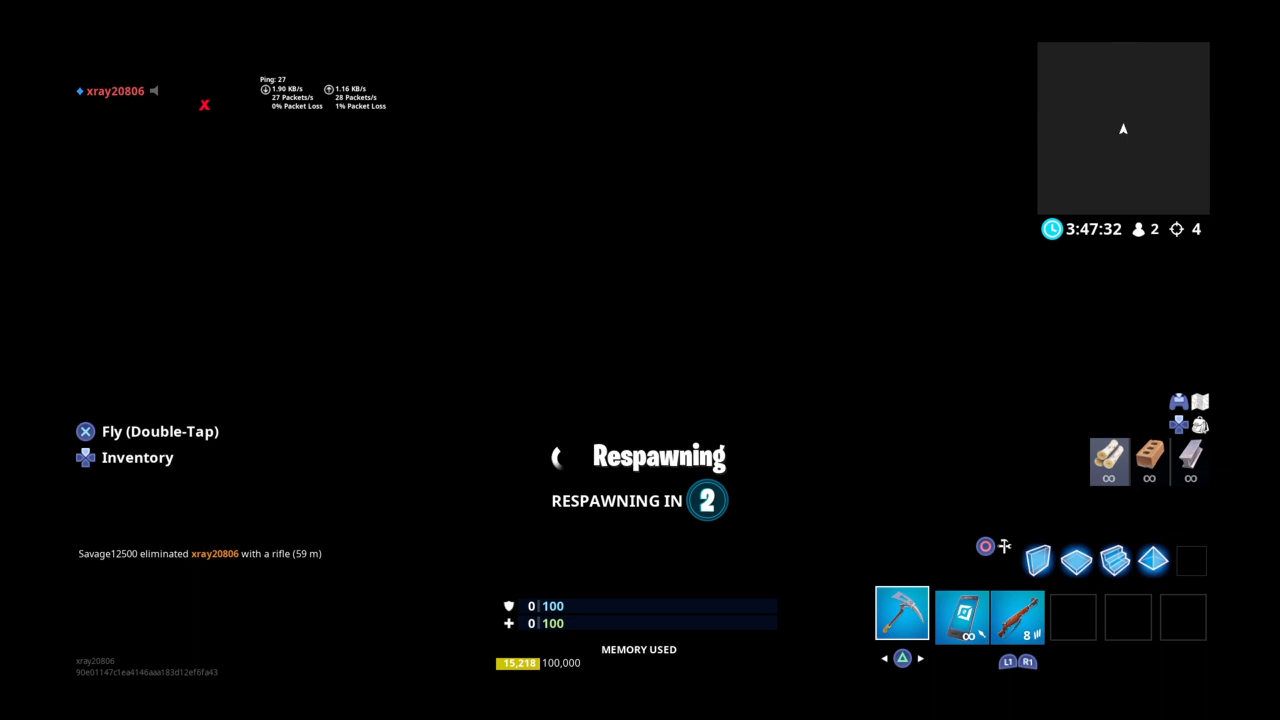 xray20806
X
Ping: 27
1.90 KB/s
1.16 KB/s
27 Packets/s
28 Packets/s
0% Packet Loss
1% Packet Loss
3:47:32
2
4
Fly (Double-Tap)
Inventory
Respawning
RESPAWNING IN 2
∞
∞
∞
Savage12500 eliminated xray20806 with a rifle (59 m)
0 | 100
0 | 100
MEMORY USED
15,218 100,000
∞
8
L1
R1
xray20806
90e01147c1ea4146aaa183d12ef6fa43